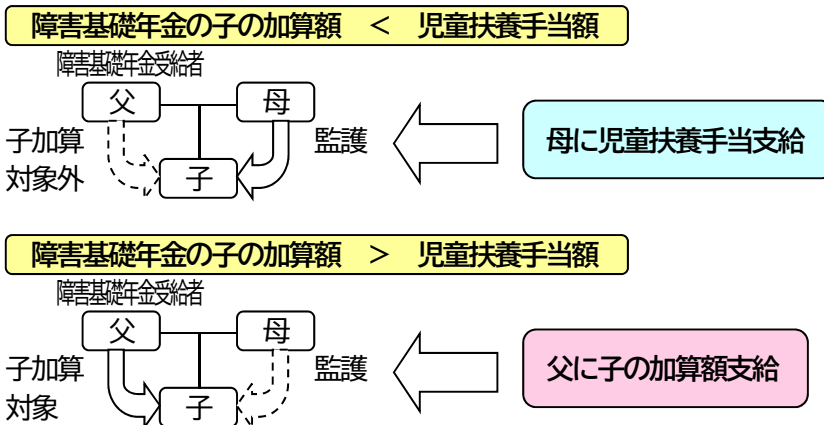 障害基礎年金の子の加算額　＜　児童扶養手当額
障害基礎年金受給者
父
母
子加算
対象外
子
監護
母に児童扶養手当支給
障害基礎年金の子の加算額　＞　児童扶養手当額
障害基礎年金受給者
父
母
子加算
対象
子
監護
父に子の加算額支給